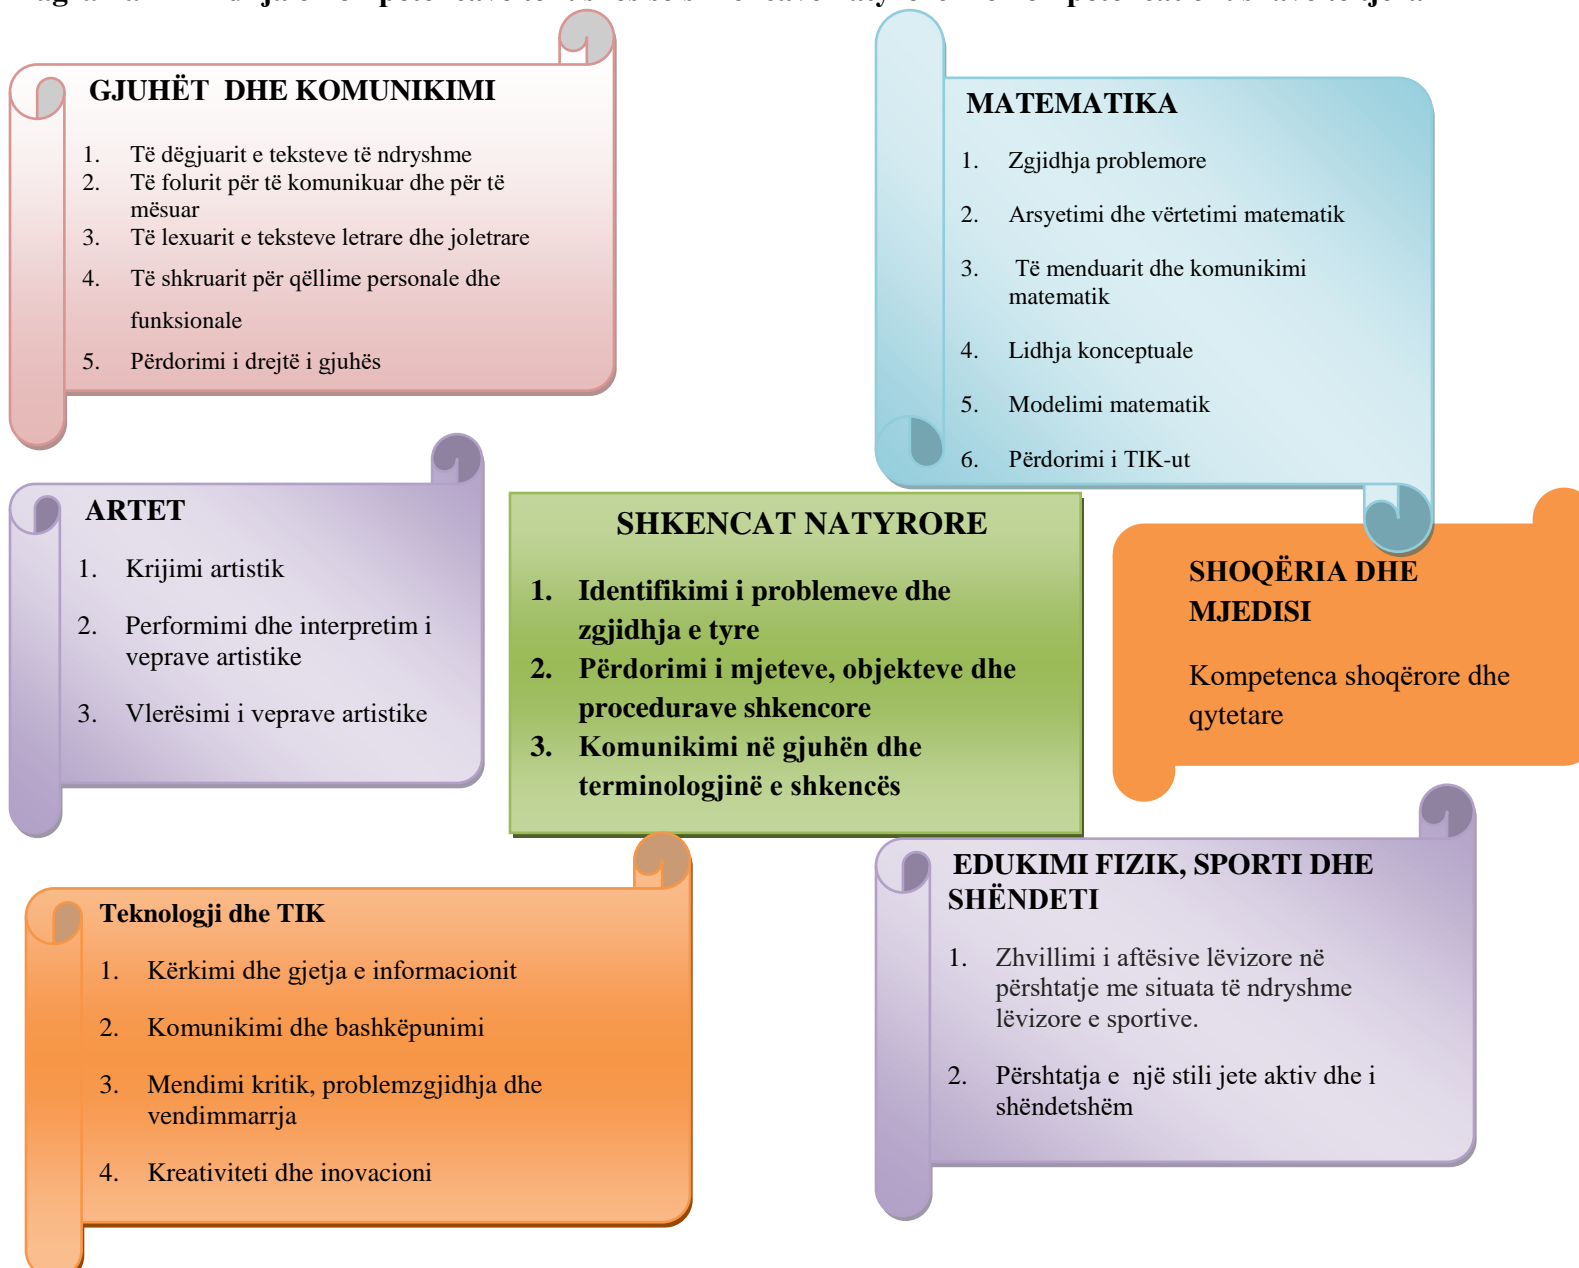 GJUHËT DHE KOMUNIKIMI
1. Të dëgjuarit e teksteve të ndryshme
2. Të folurit për të komunikuar dhe për të
mësuar
3. Të lexuarit e teksteve letrare dhe joletrare
4. Të shkruarit për qëllime personale dhe
funksionale
5. Përdorimi i drejtë i gjuhës
MATEMATIKA
1. Zgjidhja problemore
2. Arsyetimi dhe vërtetimi matematik
3. Të menduarit dhe komunikimi
matematik
4. Lidhja konceptuale
5. Modelimi matematik
6. Përdorimi i TIK-ut
ARTET
1. Krijimi artistik
2. Performimi dhe interpretim i
veprave artistike
3. Vlerësimi i veprave artistike
SHKENCAT NATYRORE
1. Identifikimi i problemeve dhe
zgjidhja e tyre
2. Përdorimi i mjeteve, objekteve dhe
procedurave shkencore
3. Komunikimi në gjuhën dhe
terminologjinë e shkencës
SHOQËRIA DHE
MJEDISI
Kompetenca shoqërore dhe
qytetare
Teknologji dhe TIK
1. Kërkimi dhe gjetja e informacionit
2. Komunikimi dhe bashkëpunimi
3. Mendimi kritik, problemzgjidhja dhe
vendimmarrja
4. Kreativiteti dhe inovacioni
EDUKIMI FIZIK, SPORTI DHE
SHËNDETI
1. Zhvillimi i aftësive lëvizore në
përshtatje me situata të ndryshme
lëvizore e sportive.
2. Përshtatja e një stili jete aktiv dhe i
shëndetshëm